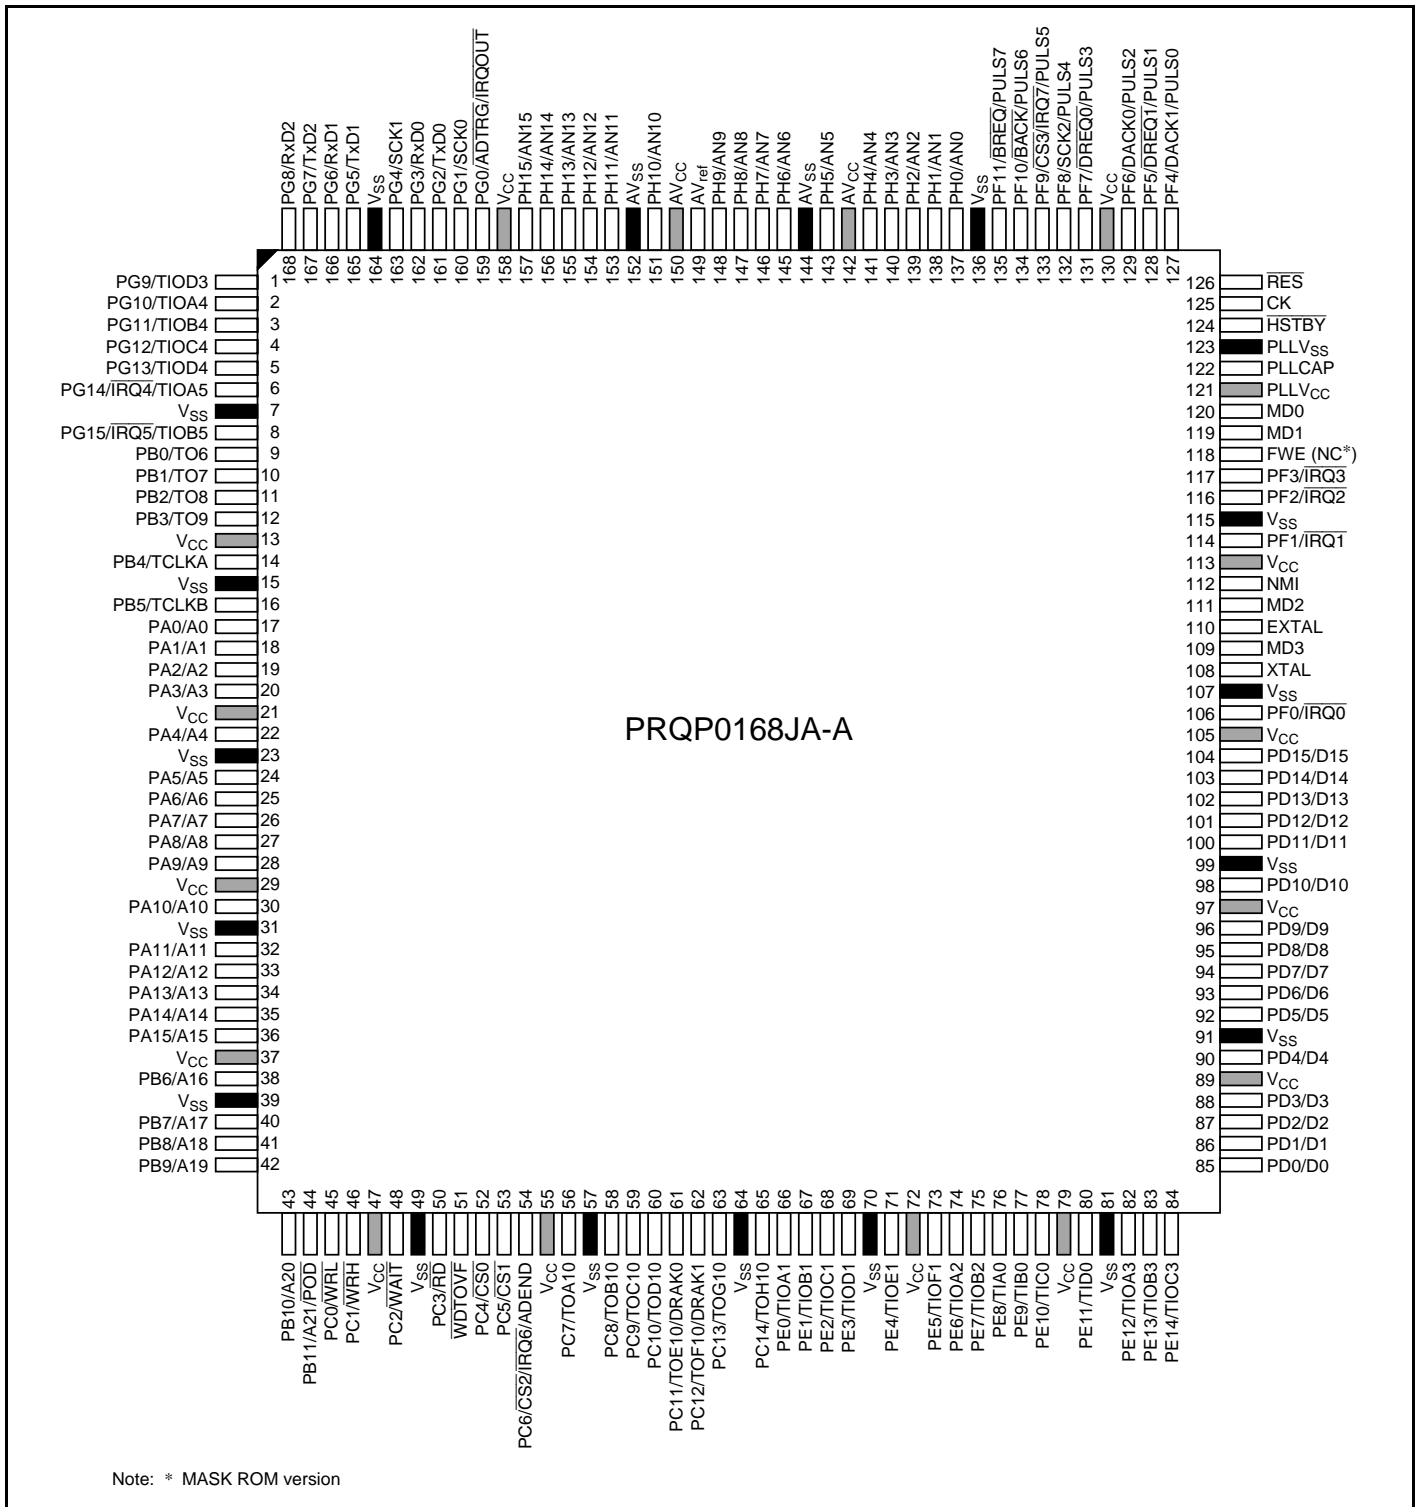 PG8/RxD2
PG7/TxD2
PG6/RxD1
PG5/TxD1
VSS
PG4/SCK1
PG3/RxD0
PG2/TxD0
PG1/SCK0
PG0/ADTRG/IRQOUT
VCC
PH15/AN15
PH14/AN14
PH13/AN13
PH12/AN12
PH11/AN11
AVSS
PH10/AN10
AVCC
AVref
PH9/AN9
PH8/AN8
PH7/AN7
PH6/AN6
AVSS
PH5/AN5
AVCC
PH4/AN4
PH3/AN3
PH2/AN2
PH1/AN1
PH0/AN0
VSS
PF11/BREQ/PULS7
PF10/BACK/PULS6
PF9/CS3/IRQ7/PULS5
PF8/SCK2/PULS4
PF7/DREQ0/PULS3
VCC
PF6/DACK0/PULS2
PF5/DREQ1/PULS1
PF4/DACK1/PULS0
168 167 166 165 164 163 162 161 160 159 158 157 156 155 154 153 152 151 150 149 148 147 146 145 144 143 142 141 140 139 138 137 136 135 134 133 132 131 130 129 128 127
PG9/TIOD3 1
PG10/TIOA4 2
PG11/TIOB4 3
PG12/TIOC4 4
PG13/TIOD4 5
PG14/IRQ4/TIOA5 6
VSS 7
PG15/IRQ5/TIOB5 8
PB0/TO6 9
PB1/TO7 10
PB2/TO8 11
PB3/TO9 12
VCC 13
PB4/TCLKA 14
VSS 15
PB5/TCLKB 16
PA0/A0 17
PA1/A1 18
PA2/A2 19
PA3/A3 20
VCC 21
PA4/A4 22
VSS 23
PA5/A5 24
PA6/A6 25
PA7/A7 26
PA8/A8 27
PA9/A9 28
VCC 29
PA10/A10 30
VSS 31
PA11/A11 32
PA12/A12 33
PA13/A13 34
PA14/A14 35
PA15/A15 36
VCC 37
PB6/A16 38
VSS 39
PB7/A17 40
PB8/A18 41
PB9/A19 42
PRQP0168JA-A
126 RES
125 CK
124 HSTBY
123 PLLVSS
122 PLLCAP
121 PLLVCC
120 MD0
119 MD1
118 FWE (NC*)
117 PF3/IRQ3
116 PF2/IRQ2
115 VSS
114 PF1/IRQ1
113 VCC
112 NMI
111 MD2
110 EXTAL
109 MD3
108 XTAL
107 VSS
106 PF0/IRQ0
105 VCC
104 PD15/D15
103 PD14/D14
102 PD13/D13
101 PD12/D12
100 PD11/D11
99 VSS
98 PD10/D10
97 VCC
96 PD9/D9
95 PD8/D8
94 PD7/D7
93 PD6/D6
92 PD5/D5
91 VSS
90 PD4/D4
89 VCC
88 PD3/D3
87 PD2/D2
86 PD1/D1
85 PD0/D0
43 44 45 46 47 48 49 50 51 52 53 54 55 56 57 58 59 60 61 62 63 64 65 66 67 68 69 70 71 72 73 74 75 76 77 78 79 80 81 82 83 84
PB10/A20
PB11/A21/POD
PC0/WRL
PC1/WRH
VCC
PC2/WAIT
VSS
PC3/RD
WDTOVF
PC4/CS0
PC5/CS1
PC6/CS2/IRQ6/ADEND
VCC
PC7/TOA10
VSS
PC8/TOB10
PC9/TOC10
PC10/TOD10
PC11/TOE10/DRAK0
PC12/TOF10/DRAK1
PC13/TOG10
VSS
PC14/TOH10
PE0/TIOA1
PE1/TIOB1
PE2/TIOC1
PE3/TIOD1
VSS
PE4/TIOE1
VCC
PE5/TIOF1
PE6/TIOA2
PE7/TIOB2
PE8/TIA0
PE9/TIB0
PE10/TIC0
VCC
PE11/TID0
VSS
PE12/TIOA3
PE13/TIOB3
PE14/TIOC3
Note: * MASK ROM version